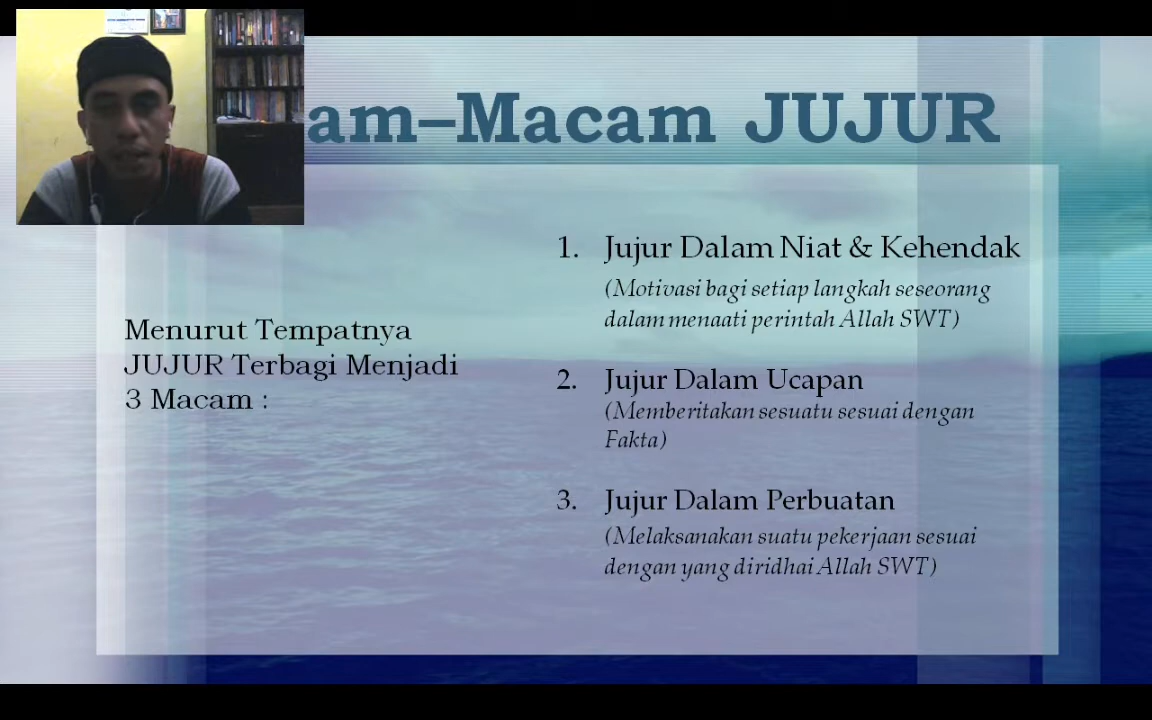 am–Macam JUJUR
Menurut Tempatnya
JUJUR Terbagi Menjadi
3 Macam :
1. Jujur Dalam Niat & Kehendak
(Motivasi bagi setiap langkah seseorang
dalam menaati perintah Allah SWT)
2. Jujur Dalam Ucapan
(Memberitakan sesuatu sesuai dengan
Fakta)
3. Jujur Dalam Perbuatan
(Melaksanakan suatu pekerjaan sesuai
dengan yang diridhai Allah SWT)